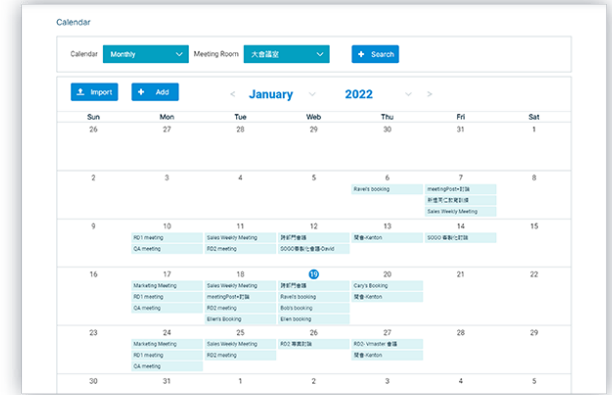 Calendar
Calendar Monthly Meeting Room 大會議室 + Search
Import + Add < January 2022 >
Sun Mon Tue Web Thu Fri Sat
26 27 28 29 30 31 1
2 3 4 5 6 7 8
Ravel's booking meetingPost+討論
新進同仁教育訓練
Sales Weekly Meeting
9 10 11 12 13 14 15
RD1 meeting Sales Weekly Meeting 跨部門會議 開會-Kenton SOGO 客製化討論
QA meeting RD2 meeting SOGO客製化會議-David
16 17 18 19 20 21 22
Marketing Meeting Sales Weekly Meeting 跨部門會議 Cary's Booking
RD1 meeting meetingPost+討論 Ravel's booking 開會-Kenton
QA meeting RD2 meeting Bob's booking
Ellen's Booking Ellen booking
23 24 25 26 27 28 29
Marketing Meeting Sales Weekly Meeting RD2 專案討論 RD2- Vmaster 會議
RD1 meeting RD2 meeting 開會-Kenton
QA meeting
30 31 1 2 3 4 5